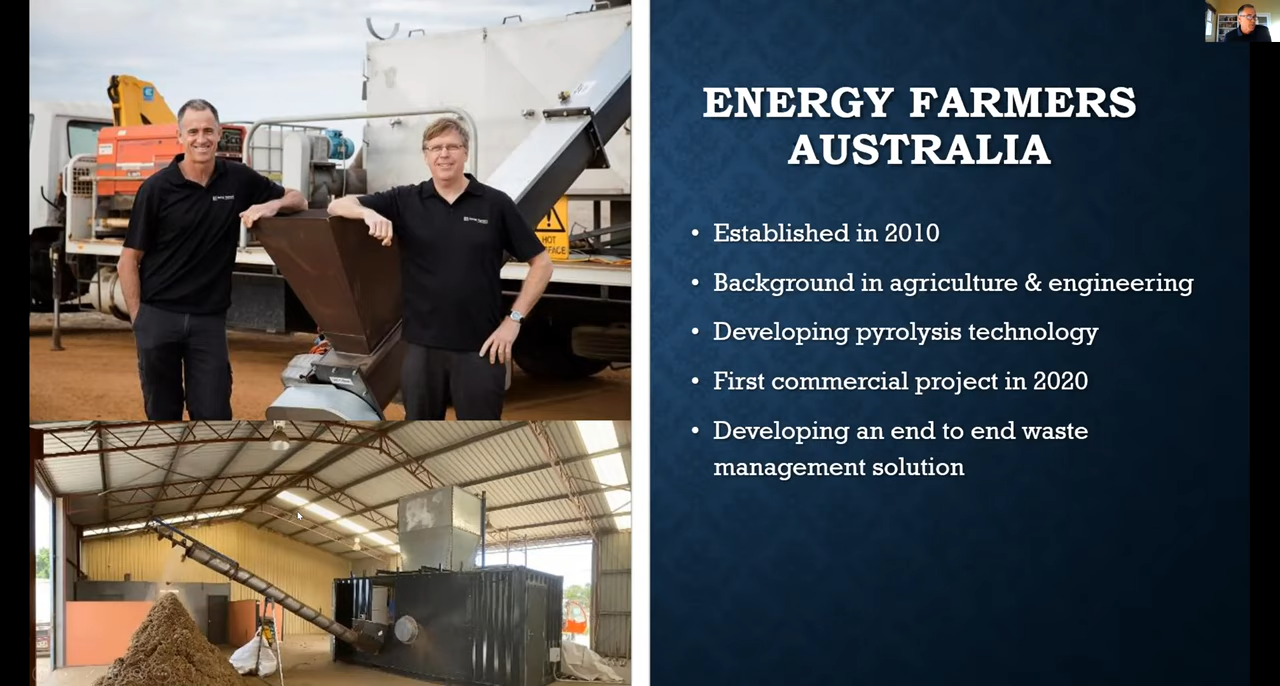 ENERGY FARMERS
AUSTRALIA
• Established in 2010
• Background in agriculture & engineering
• Developing pyrolysis technology
• First commercial project in 2020
• Developing an end to end waste
management solution
HOT